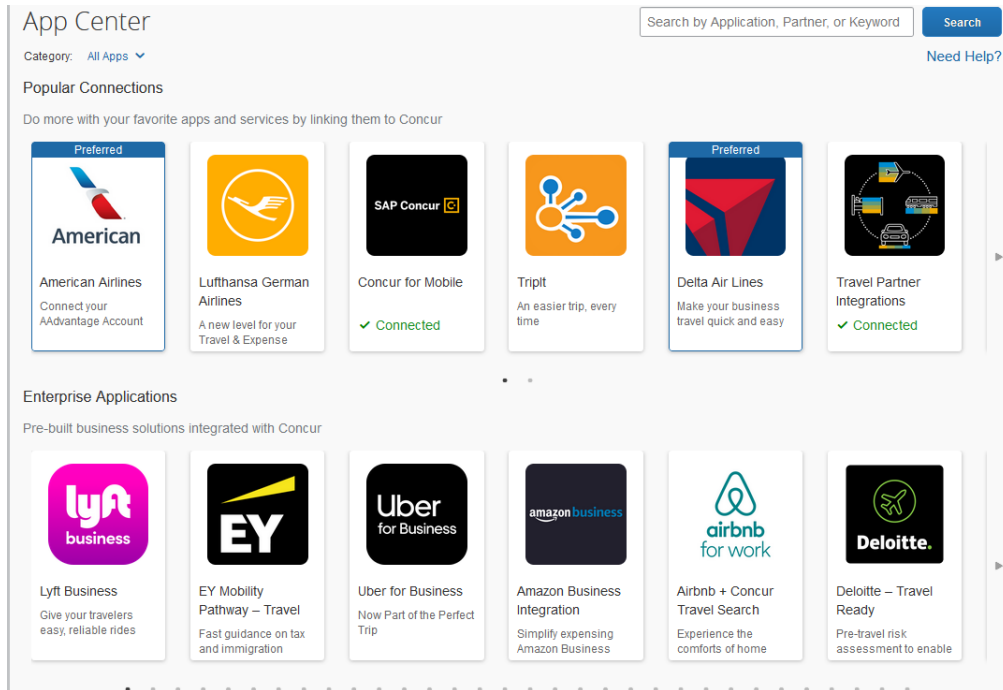 App Center
Search by Application, Partner, or Keyword
Search
Category: All Apps
Need Help?
Popular Connections
Do more with your favorite apps and services by linking them to Concur
Preferred
American
American Airlines
Connect your
AAdvantage Account
Lufthansa German
Airlines
A new level for your
Travel & Expense
SAP Concur C
Concur for Mobile
Connected
TripIt
An easier trip, every
time
Preferred
Delta Air Lines
Make your business
travel quick and easy
Travel Partner
Integrations
Connected
Enterprise Applications
Pre-built business solutions integrated with Concur
lyft
business
Lyft Business
Give your travelers
easy, reliable rides
EY
EY Mobility
Pathway – Travel
Fast guidance on tax
and immigration
Uber
for Business
Uber for Business
Now Part of the Perfect
Trip
amazon business
Amazon Business
Integration
Simplify expensing
Amazon Business
airbnb
for work
Airbnb + Concur
Travel Search
Experience the
comforts of home
Deloitte.
Deloitte – Travel
Ready
Pre-travel risk
assessment to enable